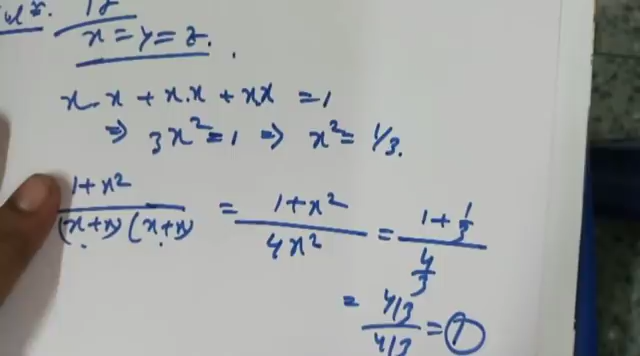 If
x = y = z.
x.x + x.x + xx = 1
⇒ 3x² = 1 ⇒ x² = 1/3.
1+x² / (x+x)(x+x) = 1+x² / 4x² = 1+1/3 / 4/3
= 4/3 / 4/3 = 1